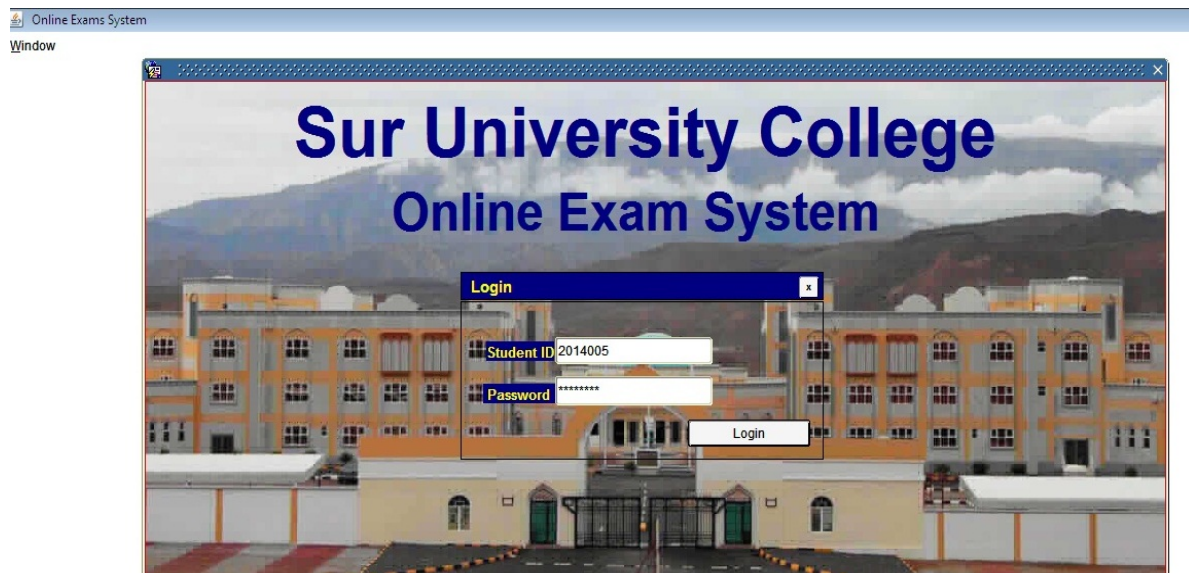 Online Exams System
Window
Sur University College
Online Exam System
Login
x
Student ID 2014005
Password ********
Login